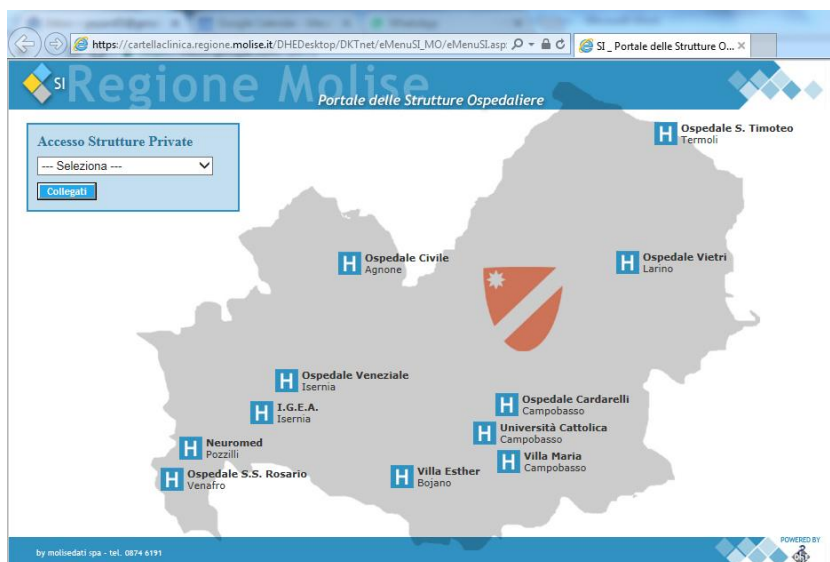 https://cartellaclinica.regione.molise.it/DHEDesktop/DKTnet/eMenuSI_MO/eMenuSI.asp
SI _ Portale delle Strutture O...
SI Regione Molise
Portale delle Strutture Ospedaliere
Accesso Strutture Private
--- Seleziona ---
Collegati
H Ospedale S. Timoteo
Termoli
H Ospedale Civile
Agnone
H Ospedale Vietri
Larino
H Ospedale Veneziale
Isernia
H I.G.E.A.
Isernia
H Ospedale Cardarelli
Campobasso
H Università Cattolica
Campobasso
H Neuromed
Pozzilli
H Villa Maria
Campobasso
H Ospedale S.S. Rosario
Venafro
H Villa Esther
Bojano
by molisedati spa - tel. 0874 6191
POWERED BY